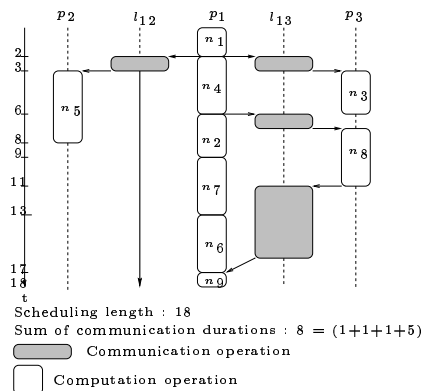 p2 l12 p1 l13 p3
n1
2
3
n5
n4
n3
6
n2
n8
8
9
n7
11
13
n6
17
n9
18
t
Scheduling length : 18
Sum of communication durations : 8 = (1+1+1+5)
Communication operation
Computation operation